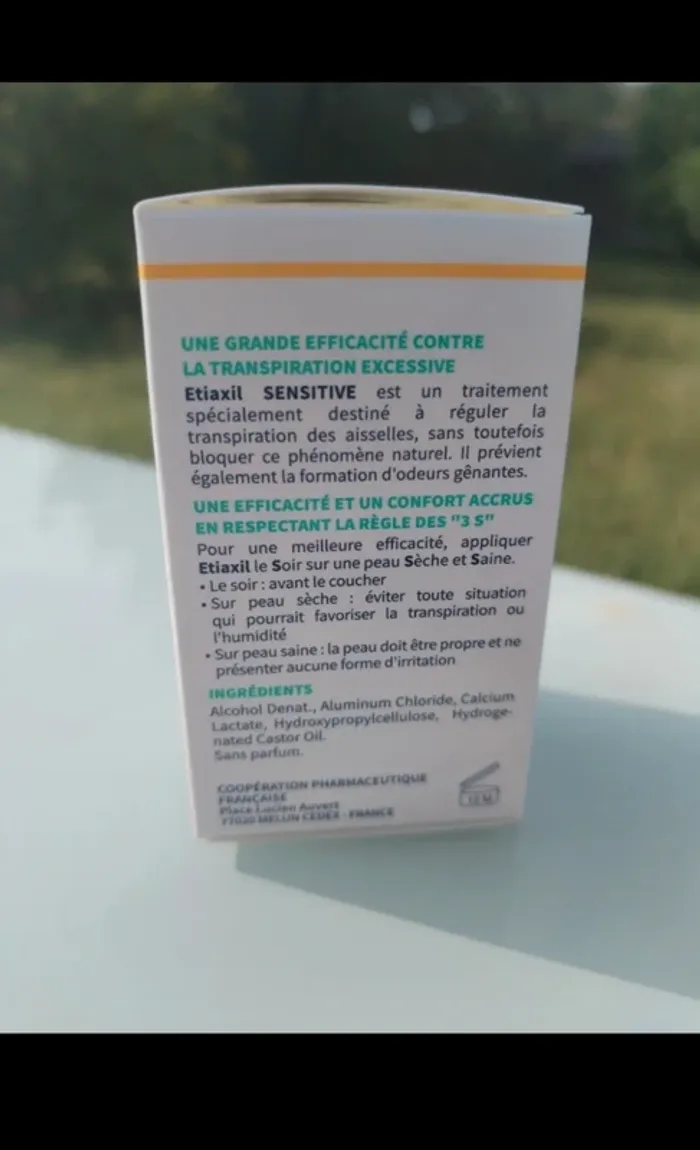 UNE GRANDE EFFICACITÉ CONTRE
LA TRANSPIRATION EXCESSIVE
Etiaxil SENSITIVE est un traitement
spécialement destiné à réguler la
transpiration des aisselles, sans toutefois
bloquer ce phénomène naturel. Il prévient
également la formation d'odeurs gênantes.
UNE EFFICACITÉ ET UN CONFORT ACCRUS
EN RESPECTANT LA RÈGLE DES "3 S"
Pour une meilleure efficacité, appliquer
Etiaxil le Soir sur une peau Sèche et Saine.
• Le soir : avant le coucher
• Sur peau sèche : éviter toute situation
qui pourrait favoriser la transpiration ou
l'humidité
• Sur peau saine : la peau doit être propre et ne
présenter aucune forme d'irritation
INGRÉDIENTS
Alcohol Denat., Aluminum Chloride, Calcium
Lactate, Hydroxypropylcellulose, Hydroge-
nated Castor Oil.
Sans parfum.
COOPÉRATION PHARMACEUTIQUE
FRANÇAISE
Place Lucien Auvert
77020 MELUN CEDEX - FRANCE
12 M